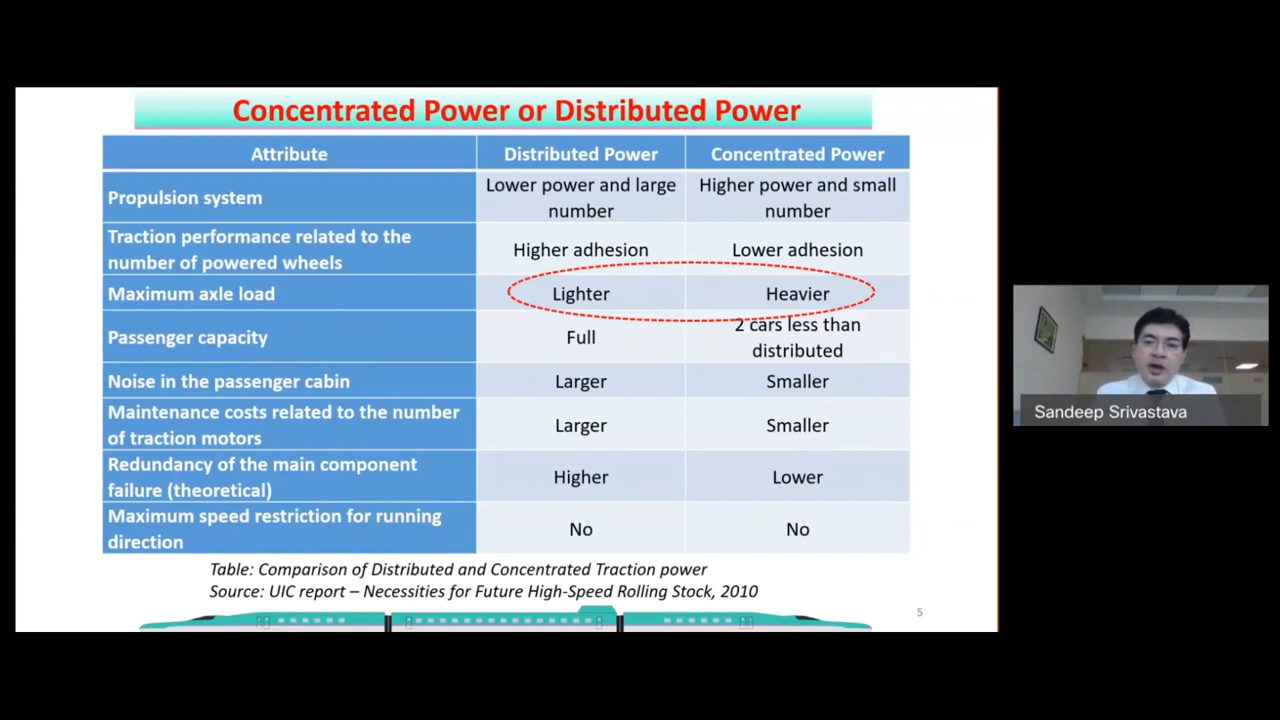 Concentrated Power or Distributed Power
Attribute
Distributed Power
Concentrated Power
Propulsion system
Lower power and large
number
Higher power and small
number
Traction performance related to the
number of powered wheels
Higher adhesion
Lower adhesion
Maximum axle load
Lighter
Heavier
Passenger capacity
Full
2 cars less than
distributed
Noise in the passenger cabin
Larger
Smaller
Maintenance costs related to the number
of traction motors
Larger
Smaller
Redundancy of the main component
failure (theoretical)
Higher
Lower
Maximum speed restriction for running
direction
No
No
Table: Comparison of Distributed and Concentrated Traction power
Source: UIC report – Necessities for Future High-Speed Rolling Stock, 2010
5
Sandeep Srivastava